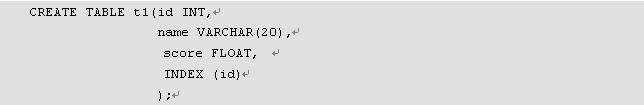 CREATE TABLE t1(id INT,↵
name VARCHAR(20),↵
score FLOAT, ↵
INDEX (id)↵
);↵